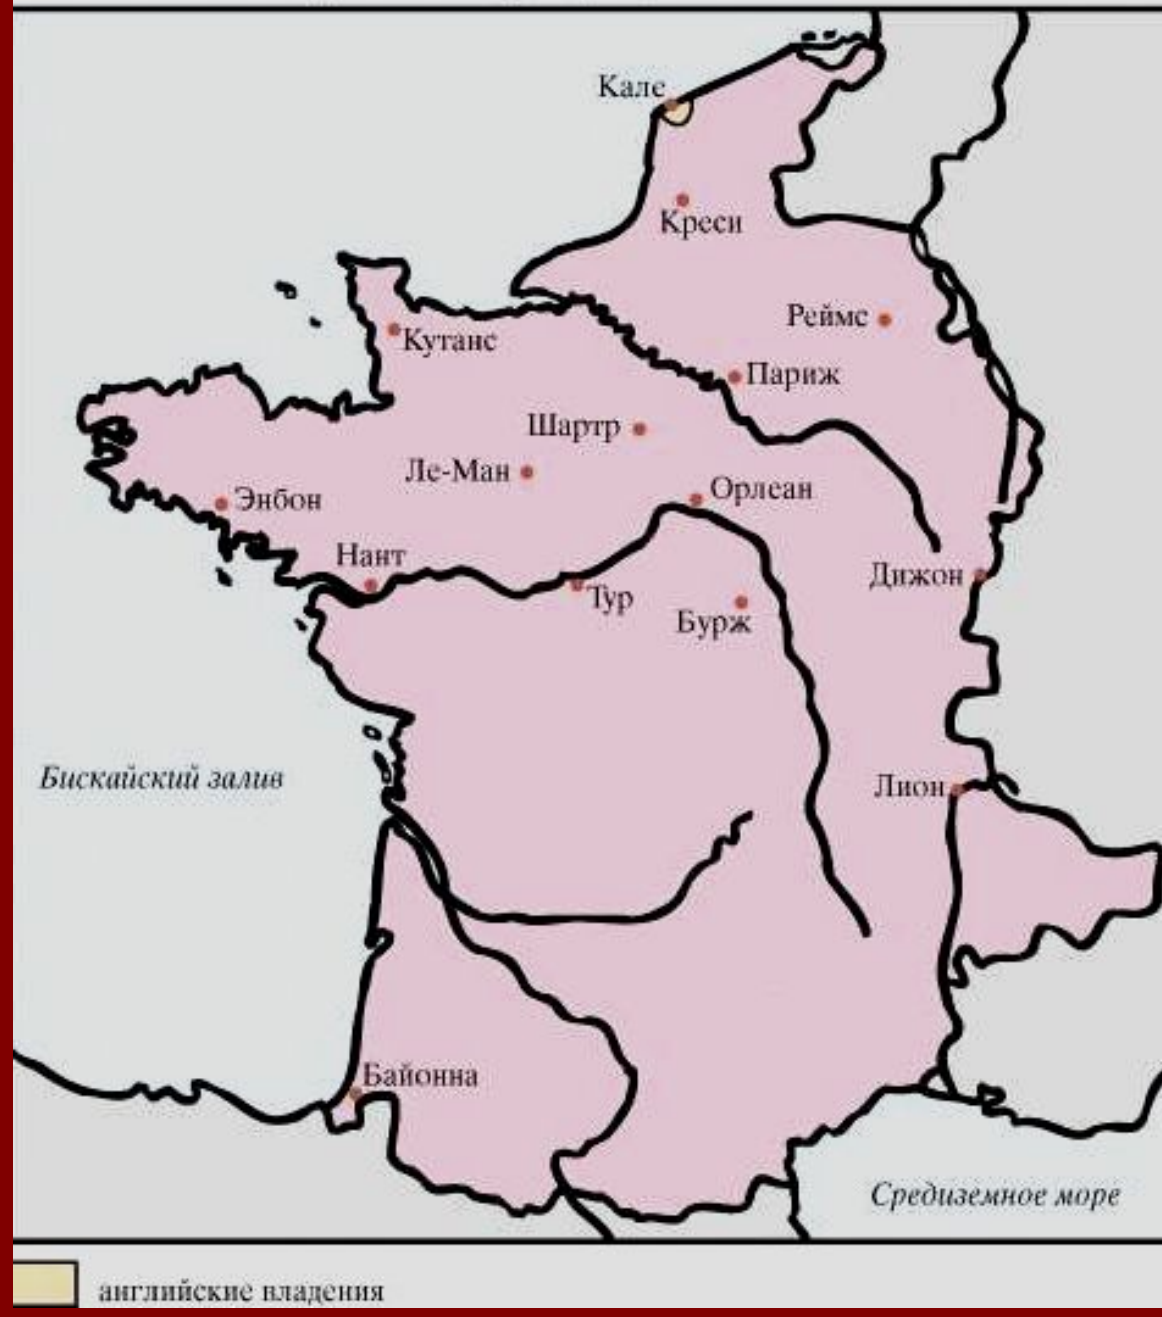 Кале
Креси
Реймс
Кутанс
Париж
Шартр
Ле-Ман
Орлеан
Энбон
Нант
Дижон
Тур
Бурж
Бискайский залив
Лион
Байонна
Средиземное море
английские владения